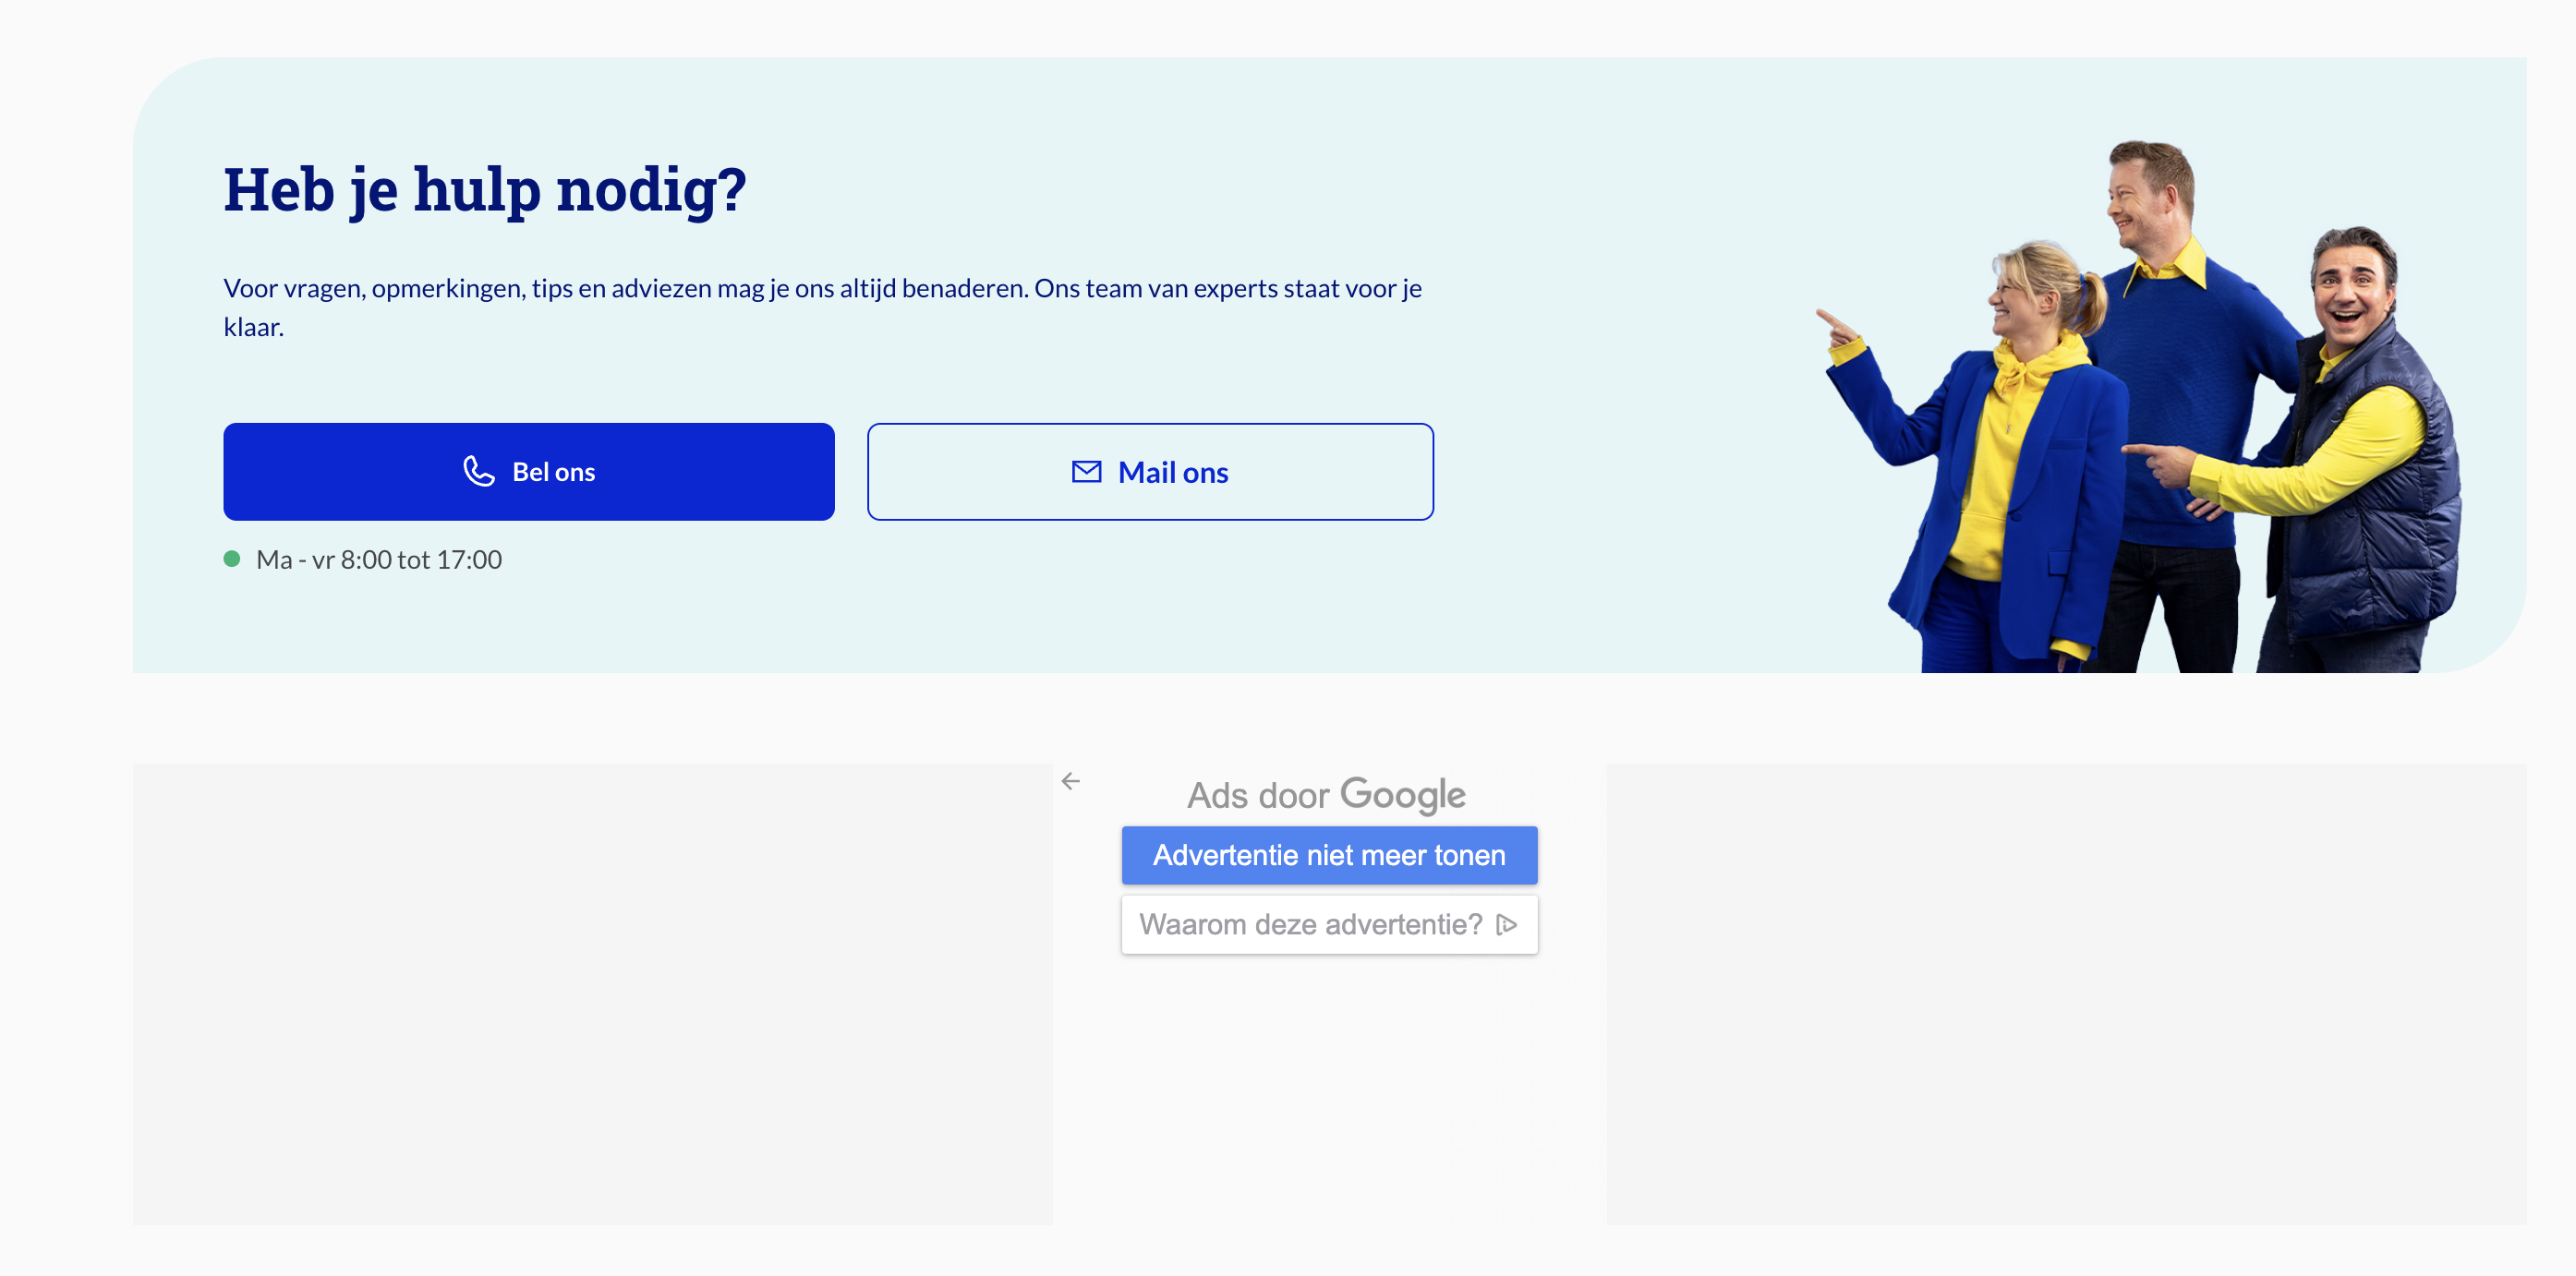 Heb je hulp nodig?
Voor vragen, opmerkingen, tips en adviezen mag je ons altijd benaderen. Ons team van experts staat voor je
klaar.
Bel ons
Mail ons
Ma - vr 8:00 tot 17:00
Ads door Google
Advertentie niet meer tonen
Waarom deze advertentie?